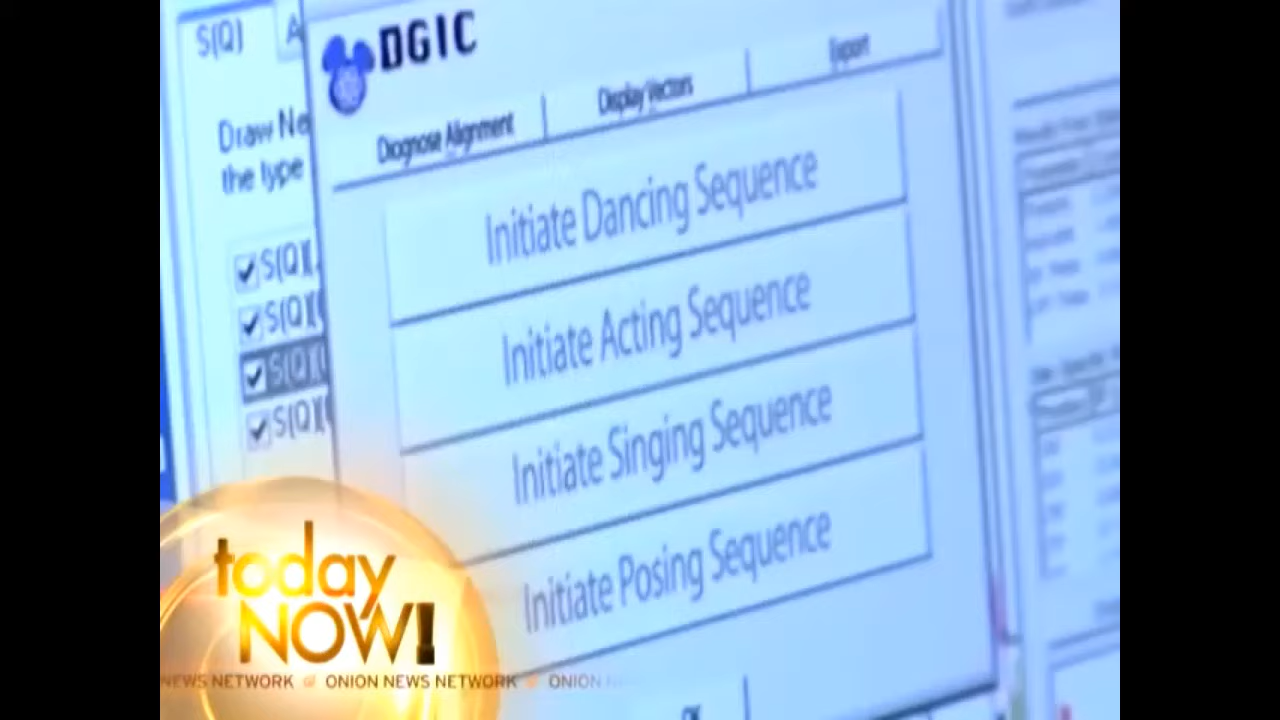 S(Q) A
DGIC
Diagnose Alignment
Display Vectors
Export
Draw Ne
the type
Initiate Dancing Sequence
Initiate Acting Sequence
Initiate Singing Sequence
Initiate Posing Sequence
S(Q)[
S(Q)[
S(Q)[
S(Q)[
today
NOW!
NEWS NETWORK ONION NEWS NETWORK ONION